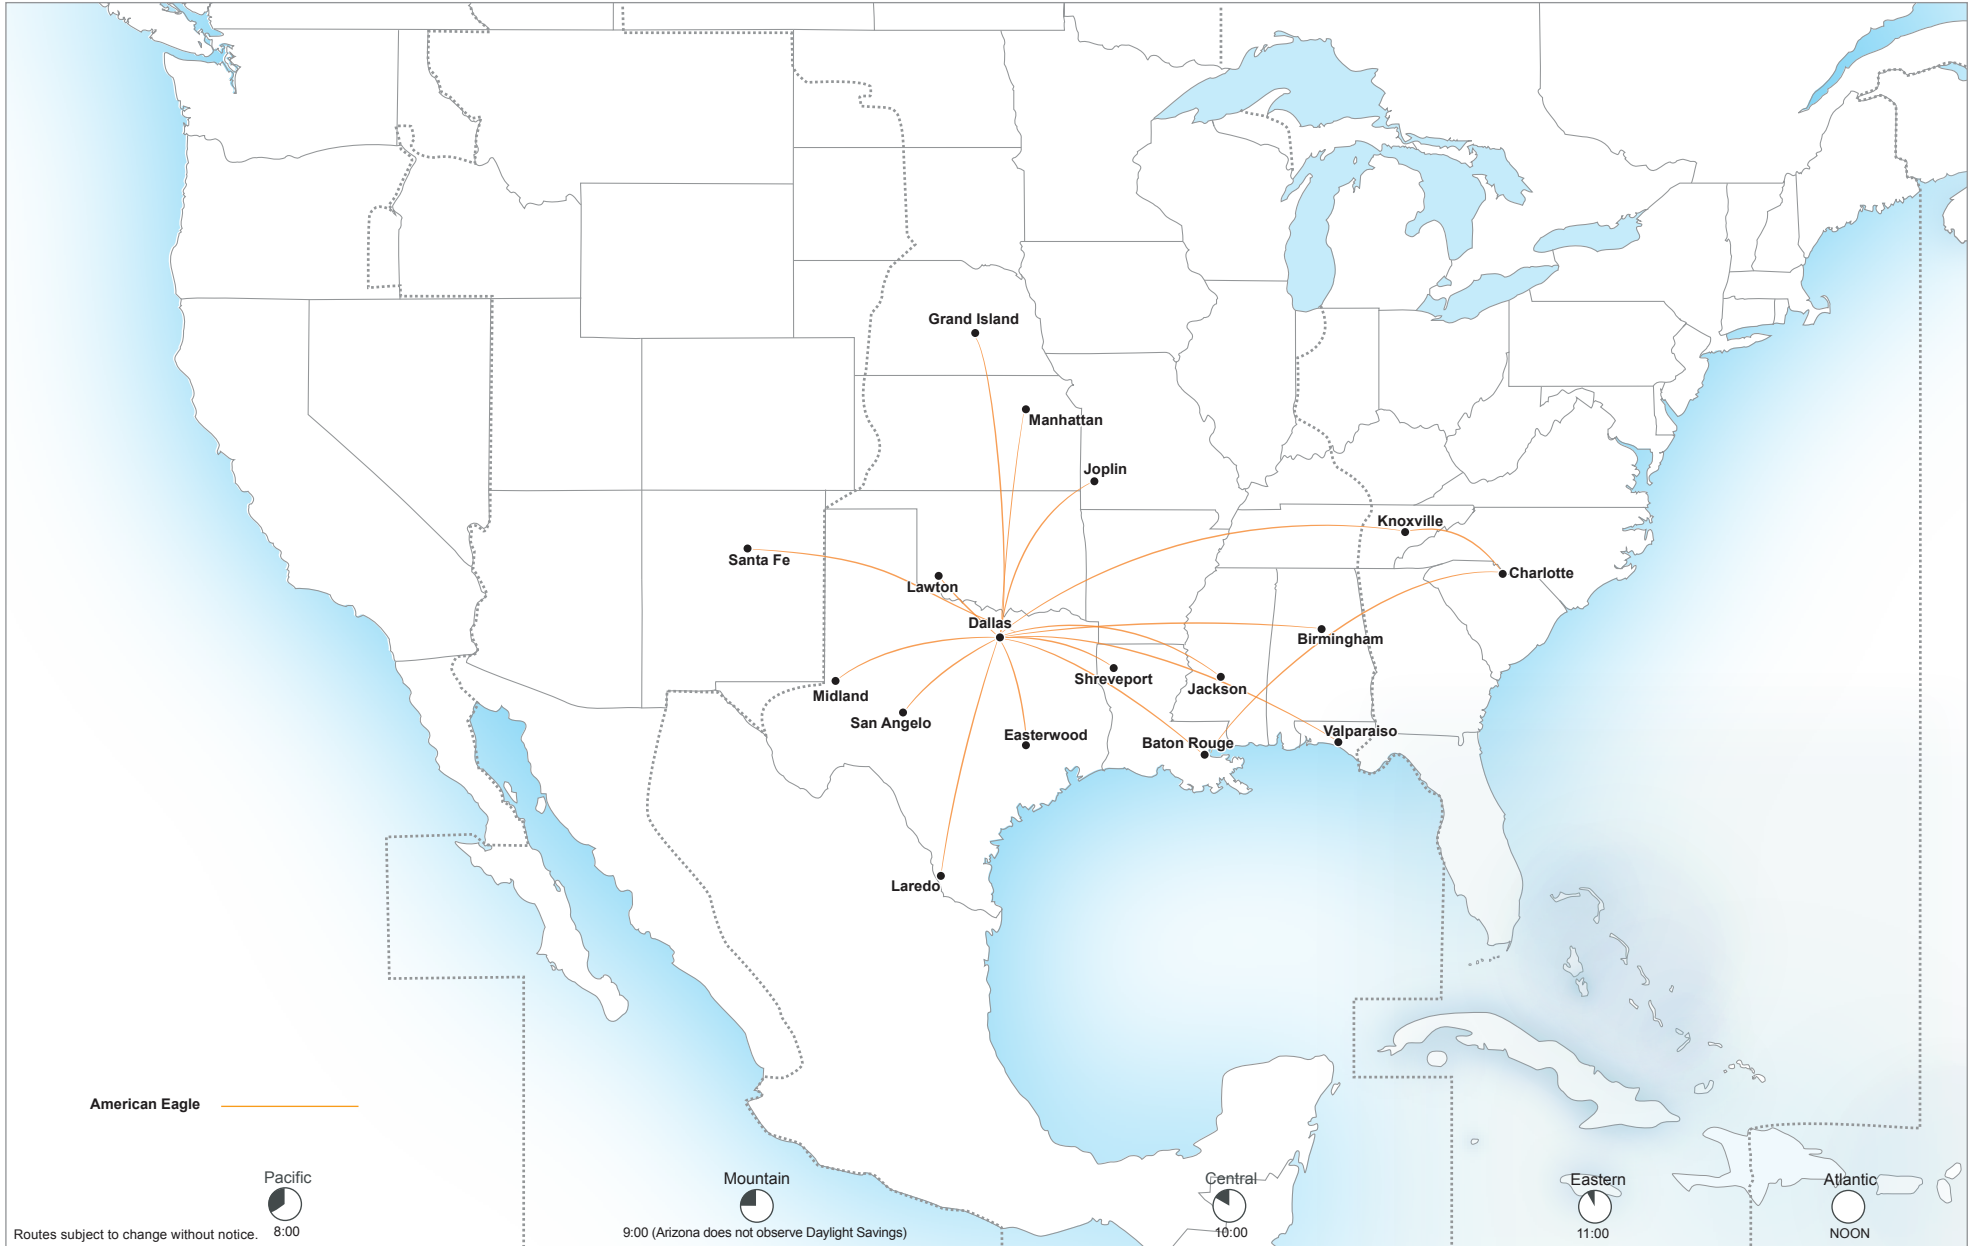 Grand Island
Manhattan
Joplin
Knoxville
Santa Fe
Charlotte
Lawton
Dallas
Birmingham
Shreveport
Jackson
Midland
San Angelo
Easterwood
Baton Rouge
Valparaiso
Laredo
American Eagle
Pacific
Mountain
Central
Eastern
Atlantic
8:00
9:00 (Arizona does not observe Daylight Savings)
10:00
11:00
NOON
Routes subject to change without notice.